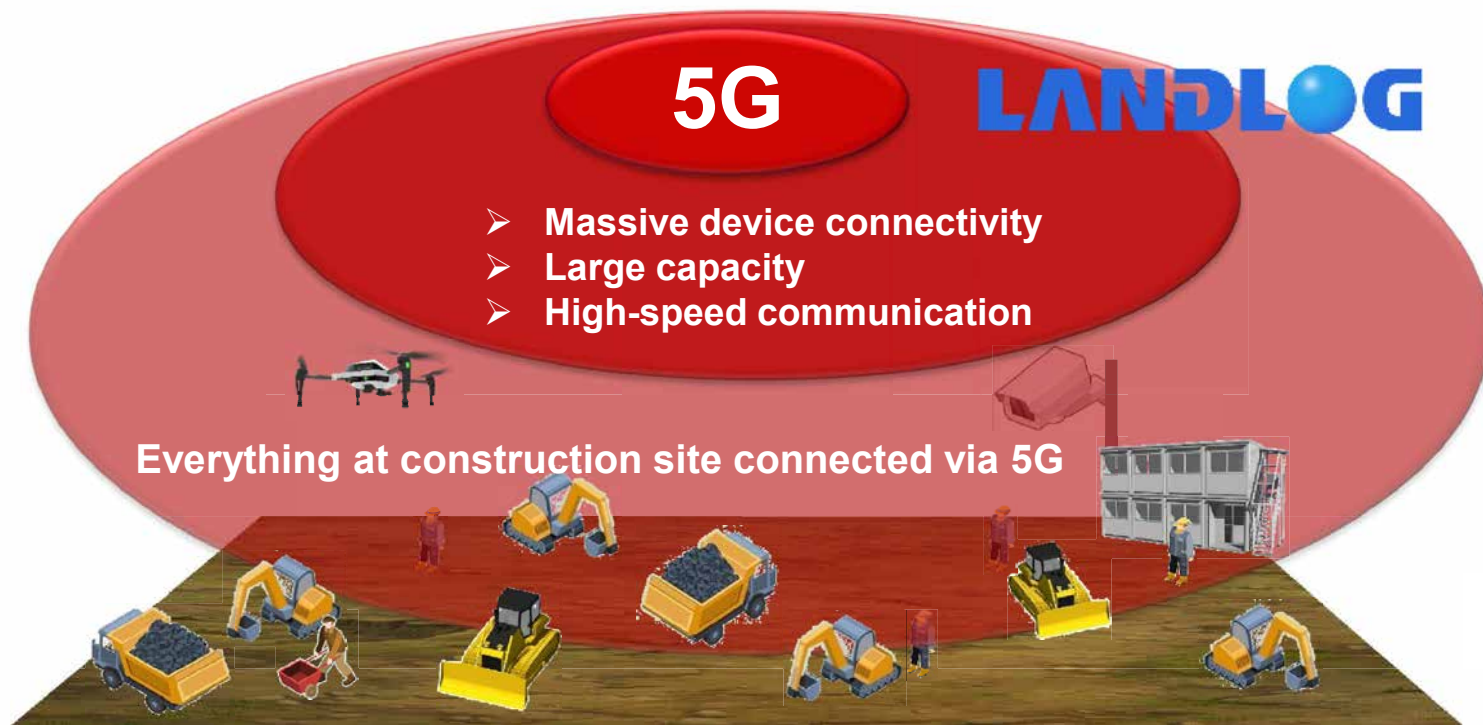 5G
LANDLOG
➢ Massive device connectivity
➢ Large capacity
➢ High-speed communication
Everything at construction site connected via 5G